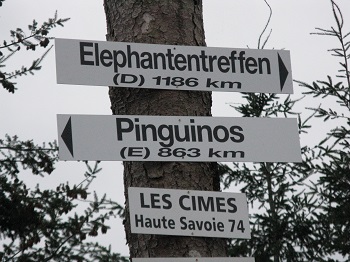 Elephantentreffen
(D) 1186 km
Pinguinos
(E) 863 km
LES CIMES
Haute Savoie 74